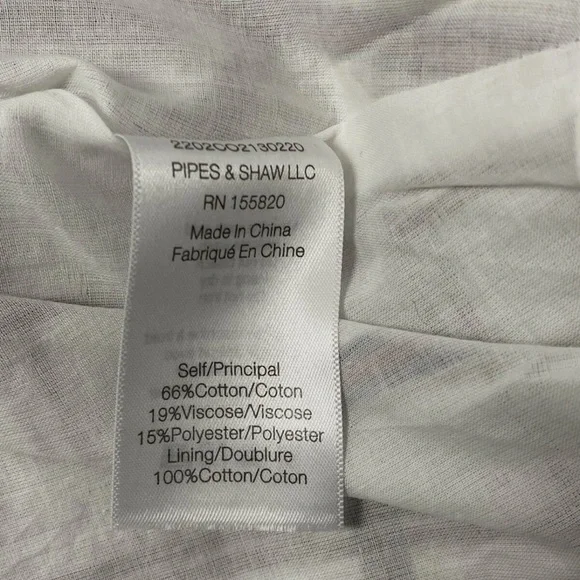 2202CO2130220
PIPES & SHAW LLC
RN 155820
Made In China
Fabriqué En Chine
Self/Principal
66%Cotton/Coton
19%Viscose/Viscose
15%Polyester/Polyester
Lining/Doublure
100%Cotton/Coton